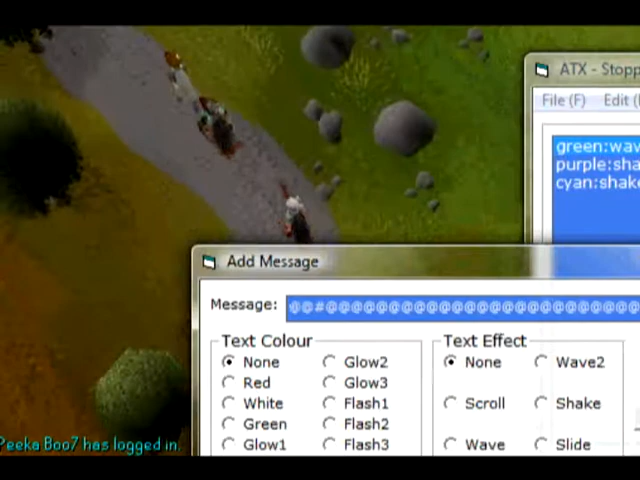 ATX - Stopp
File (F) Edit (
green:wav
purple:sha
cyan:shake
Add Message
Message: @@#@@@@@@@@@@@@@@@@@@@@@@@@@@
Text Colour
Text Effect
None Glow2 None Wave2
Red Glow3
White Flash1 Scroll Shake
Green Flash2
Glow1 Flash3 Wave Slide
Peeka Boo7 has logged in.